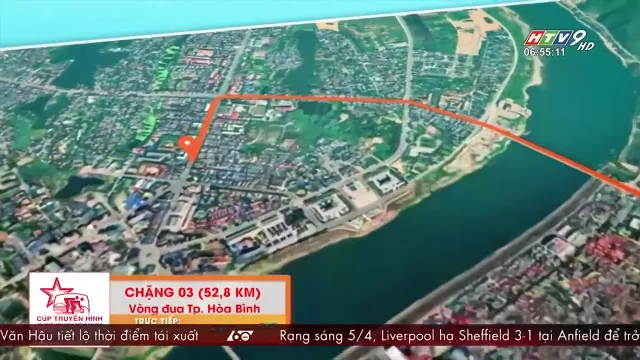 HTV9 HD
06:55:11
CHẶNG 03 (52,8 KM)
Vòng đua Tp. Hòa Bình
TRỰC TIẾP:
CÚP TRUYỀN HÌNH
Văn Hậu tiết lộ thời điểm tái xuất
60
Rạng sáng 5/4, Liverpool hạ Sheffield 3-1 tại Anfield để trở